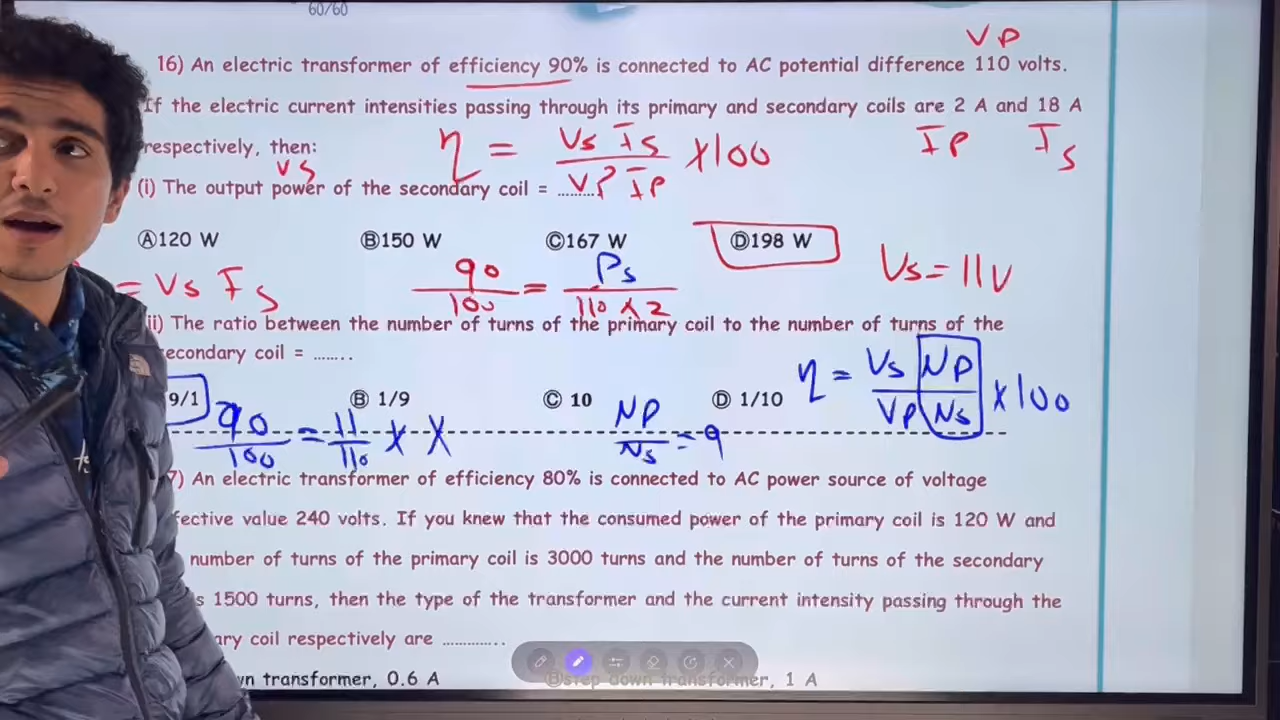 60/60
VP
16) An electric transformer of efficiency 90% is connected to AC potential difference 110 volts.
If the electric current intensities passing through its primary and secondary coils are 2 A and 18 A
IP IS
respectively, then:
η = VS IS / VP IP ×100
VS
(i) The output power of the secondary coil = ........
Ⓐ120 W Ⓑ150 W Ⓒ167 W Ⓓ198 W
VS = 11V
= VS IS
90/100 = PS / 110 × 2
ii) The ratio between the number of turns of the primary coil to the number of turns of the
econdary coil = ........
η = VS NP / VP NS × 100
9/1 Ⓑ 1/9 Ⓒ 10 Ⓓ 1/10
90/100 = 11/110 × X
NP/NS = 9
7) An electric transformer of efficiency 80% is connected to AC power source of voltage
fective value 240 volts. If you knew that the consumed power of the primary coil is 120 W and
number of turns of the primary coil is 3000 turns and the number of turns of the secondary
s 1500 turns, then the type of the transformer and the current intensity passing through the
ary coil respectively are .............
wn transformer, 0.6 A Ⓑstep down transformer, 1 A